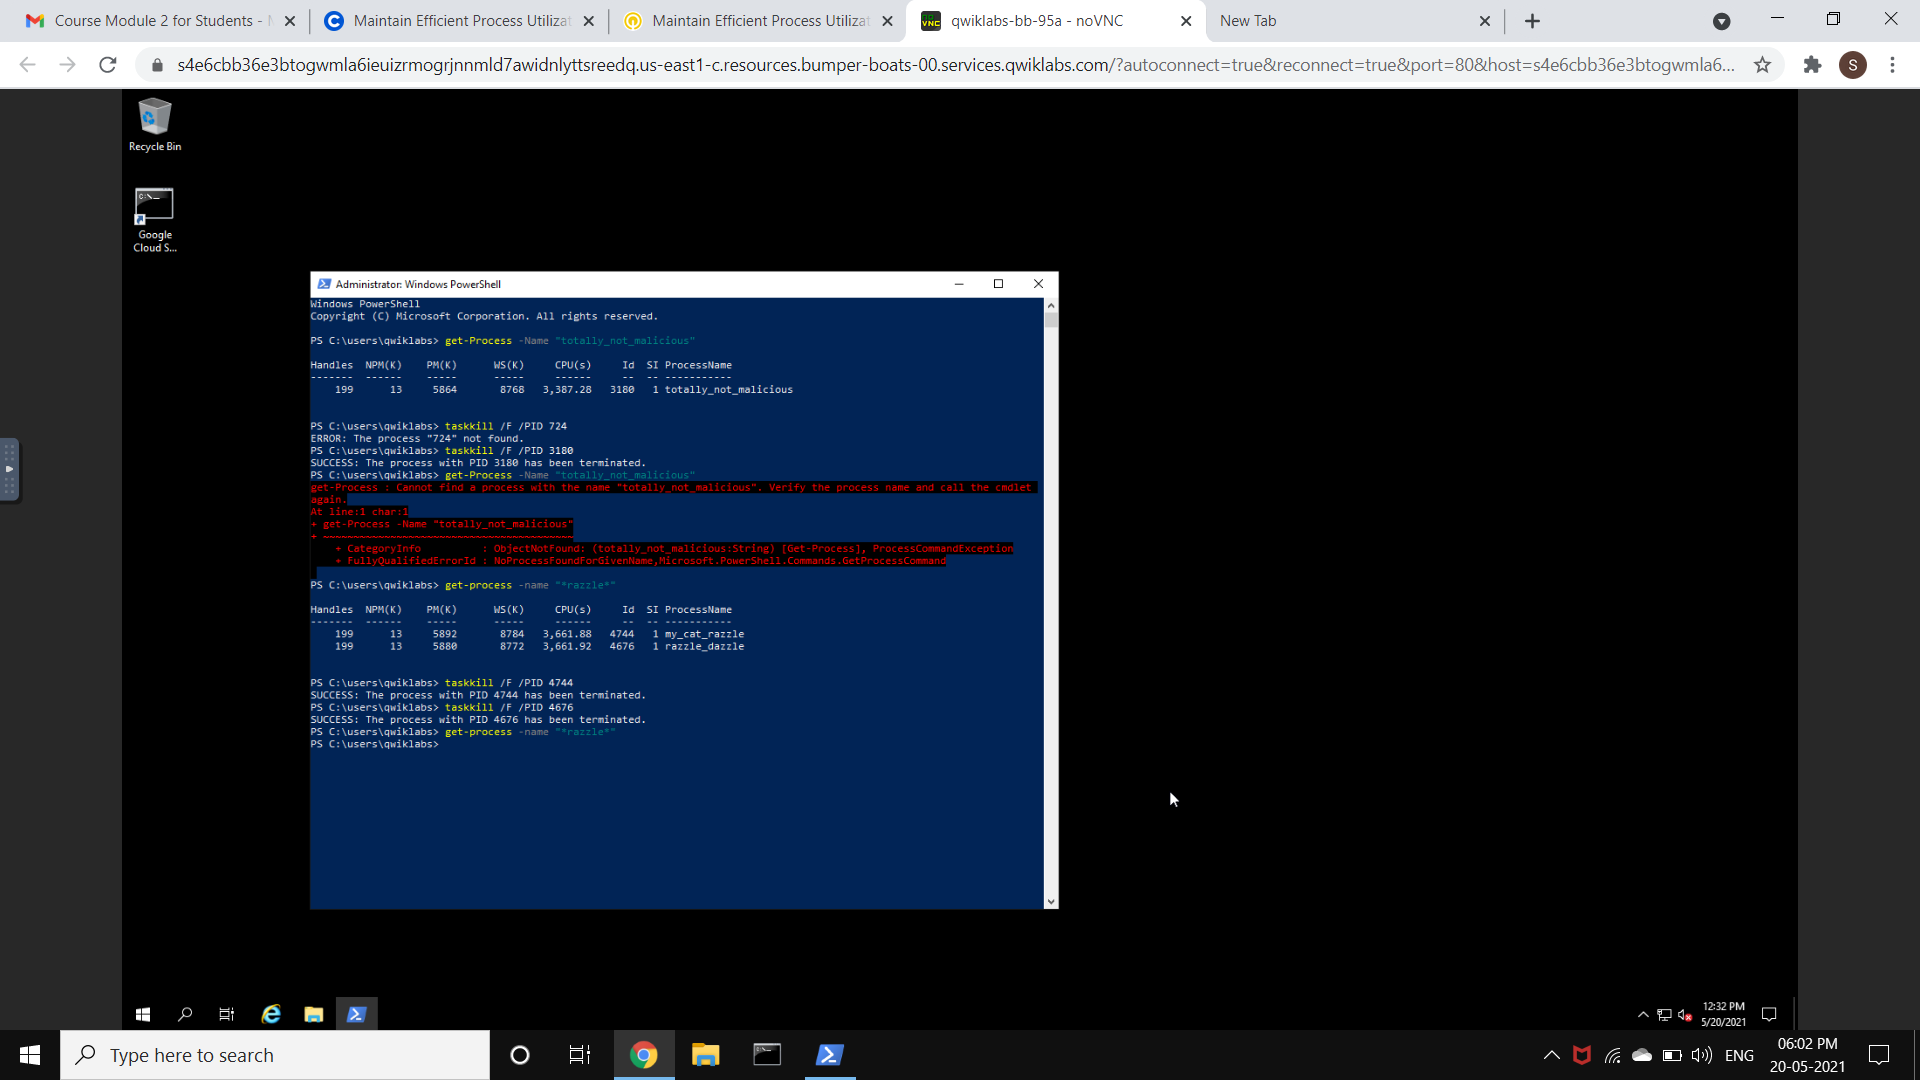 Course Module 2 for Students -
Maintain Efficient Process Utilizat
Maintain Efficient Process Utilizat
qwiklabs-bb-95a - noVNC
New Tab
s4e6cbb36e3btogwmla6ieuizrmogrjnnmld7awidnlyttsreedq.us-east1-c.resources.bumper-boats-00.services.qwiklabs.com/?autoconnect=true&reconnect=true&port=80&host=s4e6cbb36e3btogwmla6...
S
Recycle Bin
Google
Cloud S...
Administrator: Windows PowerShell
Windows PowerShell
Copyright (C) Microsoft Corporation. All rights reserved.
PS C:\users\qwiklabs> get-Process -Name "totally_not_malicious"
Handles NPM(K) PM(K) WS(K) CPU(s) Id SI ProcessName
------- ------ ----- ----- ------ -- -- -----------
199 13 5864 8768 3,387.28 3180 1 totally_not_malicious
PS C:\users\qwiklabs> taskkill /F /PID 724
ERROR: The process "724" not found.
PS C:\users\qwiklabs> taskkill /F /PID 3180
SUCCESS: The process with PID 3180 has been terminated.
PS C:\users\qwiklabs> get-Process -Name "totally_not_malicious"
get-Process : Cannot find a process with the name "totally_not_malicious". Verify the process name and call the cmdlet
again.
At line:1 char:1
+ get-Process -Name "totally_not_malicious"
+ ~~~~~~~~~~~~~~~~~~~~~~~~~~~~~~~~~~~~~~~~~
+ CategoryInfo : ObjectNotFound: (totally_not_malicious:String) [Get-Process], ProcessCommandException
+ FullyQualifiedErrorId : NoProcessFoundForGivenName,Microsoft.PowerShell.Commands.GetProcessCommand
PS C:\users\qwiklabs> get-process -name "*razzle*"
Handles NPM(K) PM(K) WS(K) CPU(s) Id SI ProcessName
------- ------ ----- ----- ------ -- -- -----------
199 13 5892 8784 3,661.88 4744 1 my_cat_razzle
199 13 5880 8772 3,661.92 4676 1 razzle_dazzle
PS C:\users\qwiklabs> taskkill /F /PID 4744
SUCCESS: The process with PID 4744 has been terminated.
PS C:\users\qwiklabs> taskkill /F /PID 4676
SUCCESS: The process with PID 4676 has been terminated.
PS C:\users\qwiklabs> get-process -name "*razzle*"
PS C:\users\qwiklabs>
12:32 PM
5/20/2021
Type here to search
ENG
06:02 PM
20-05-2021